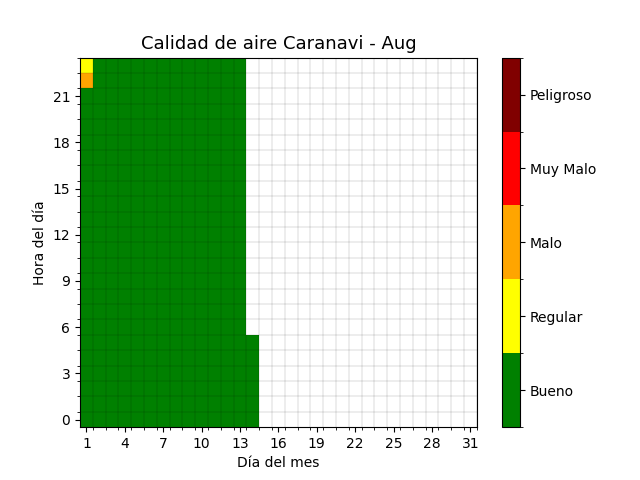 Calidad de aire Caranavi - Aug
Hora del día
21
18
15
12
9
6
3
0
1 4 7 10 13 16 19 22 25 28 31
Día del mes
Peligroso
Muy Malo
Malo
Regular
Bueno